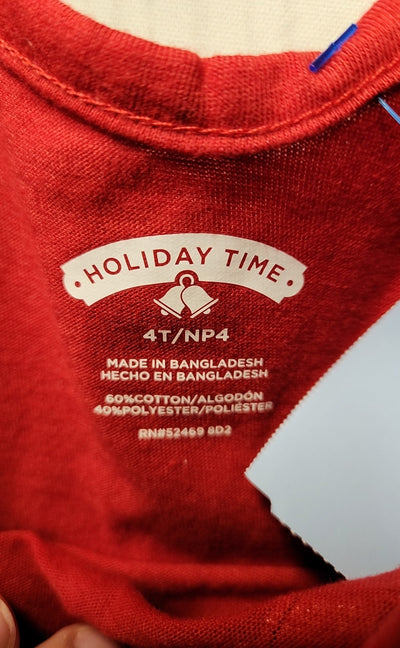 • HOLIDAY TIME •
4T/NP4
MADE IN BANGLADESH
HECHO EN BANGLADESH
60%COTTON/ALGODÓN
40%POLYESTER/POLIÉSTER
RN#52469 8D2